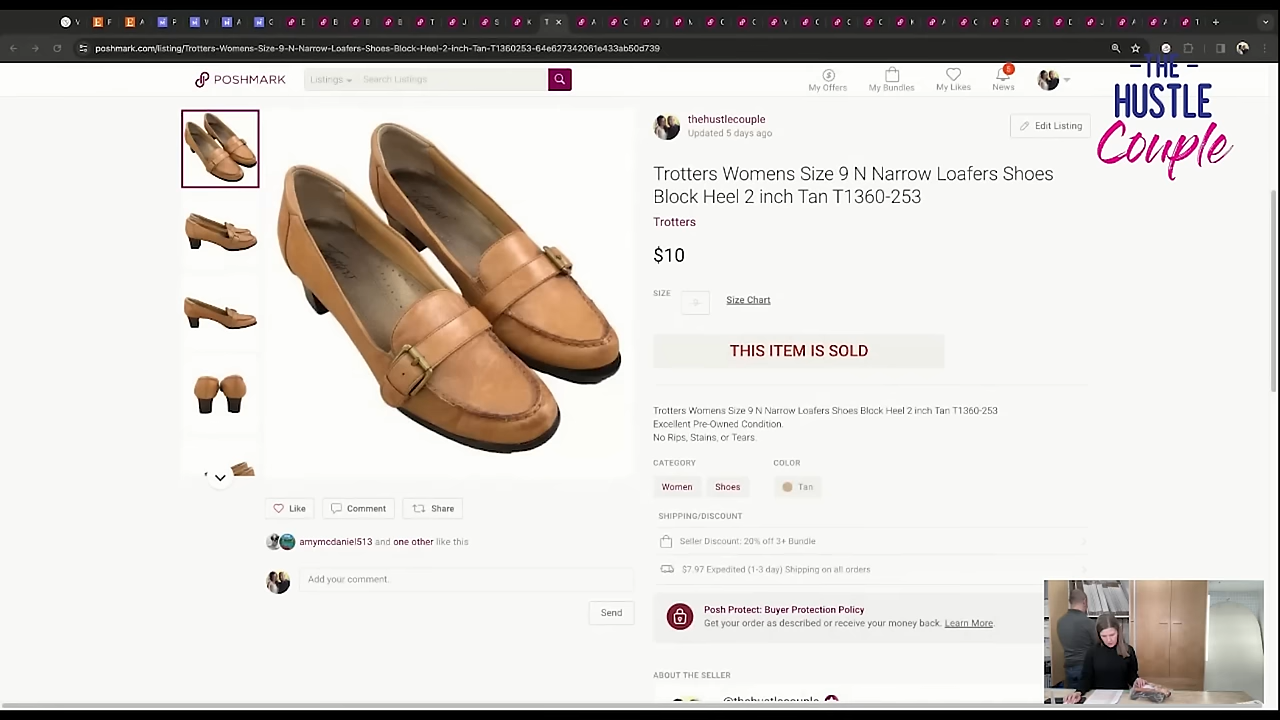 poshmark.com/listing/Trotters-Womens-Size-9-N-Narrow-Loafers-Shoes-Block-Heel-2-inch-Tan-T1360253-64e627342061e433ab50d739
POSHMARK
Listings
Search Listings
My Offers
My Bundles
My Likes
News
THE
HUSTLE
Couple
thehustlecouple
Updated 5 days ago
Edit Listing
Trotters Womens Size 9 N Narrow Loafers Shoes
Block Heel 2 inch Tan T1360-253
Trotters
$10
SIZE
Size Chart
THIS ITEM IS SOLD
Trotters Womens Size 9 N Narrow Loafers Shoes Block Heel 2 inch Tan T1360-253
Excellent Pre-Owned Condition.
No Rips, Stains, or Tears.
CATEGORY
COLOR
Women
Shoes
Tan
SHIPPING/DISCOUNT
Seller Discount: 20% off 3+ Bundle
$7.97 Expedited (1-3 day) Shipping on all orders
Posh Protect: Buyer Protection Policy
Get your order as described or receive your money back. Learn More.
ABOUT THE SELLER
@thehustlecouple
Like
Comment
Share
amymcdaniel513 and one other like this
Add your comment.
Send